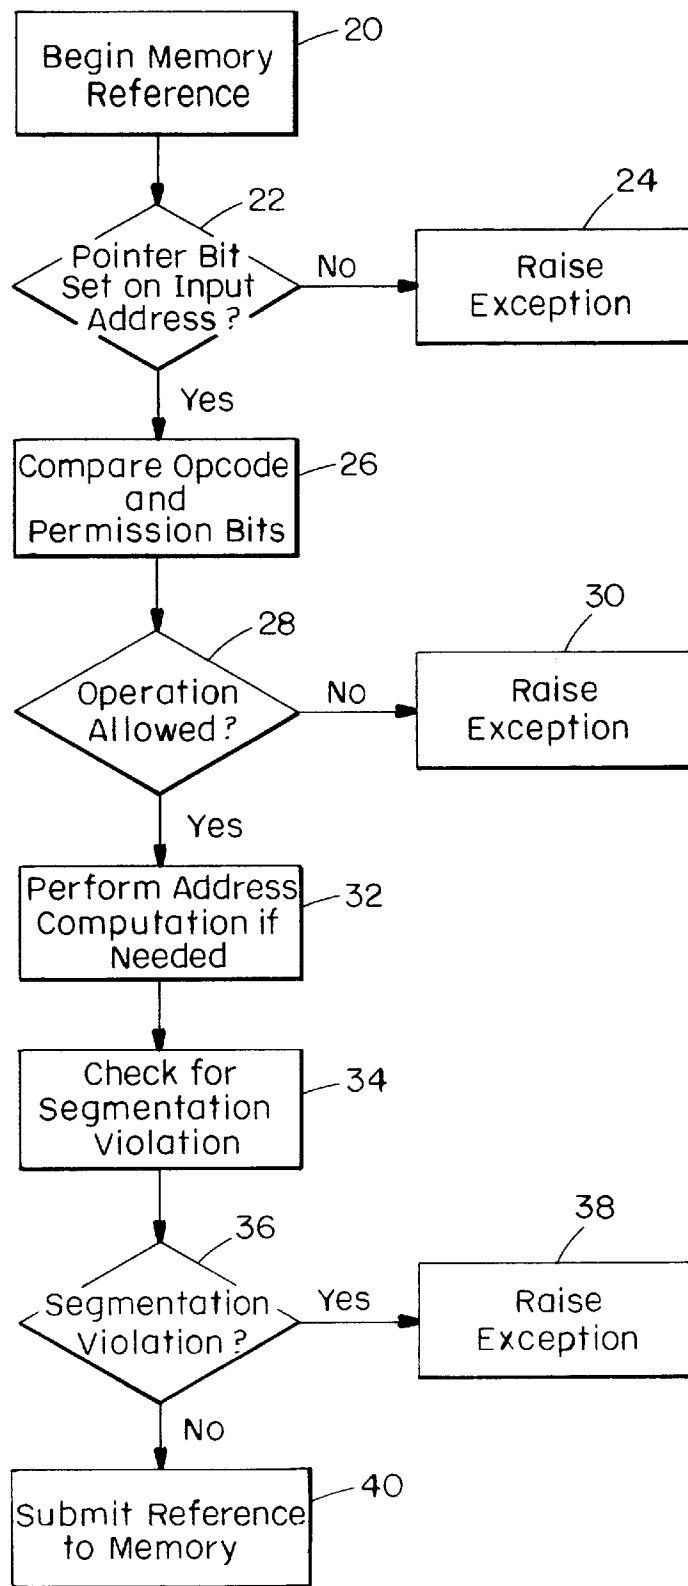 20
Begin Memory
Reference
22
24
Pointer Bit
Set on Input
Address?
No
Raise
Exception
Yes
Compare Opcode
and
Permission Bits
26
28
30
Operation
Allowed?
No
Raise
Exception
Yes
Perform Address
Computation if
Needed
32
Check for
Segmentation
Violation
34
36
38
Segmentation
Violation?
Yes
Raise
Exception
No
Submit Reference
to Memory
40